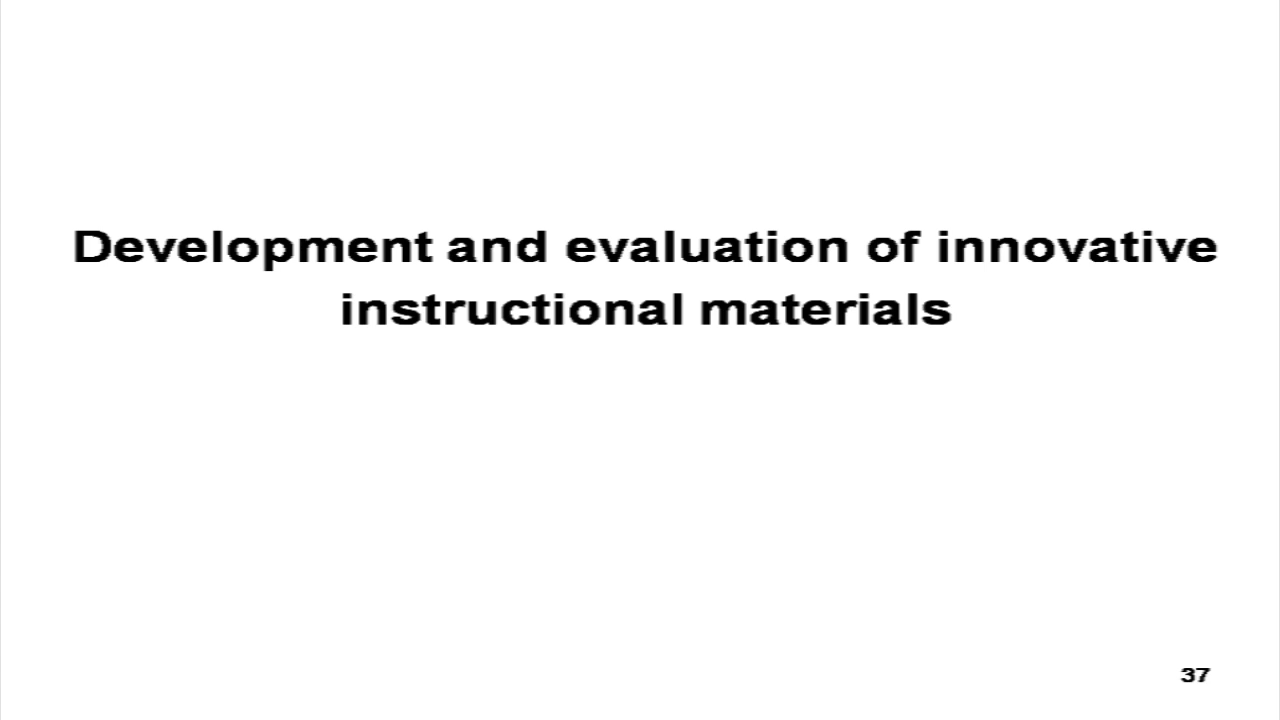 Development and evaluation of innovative
instructional materials
37